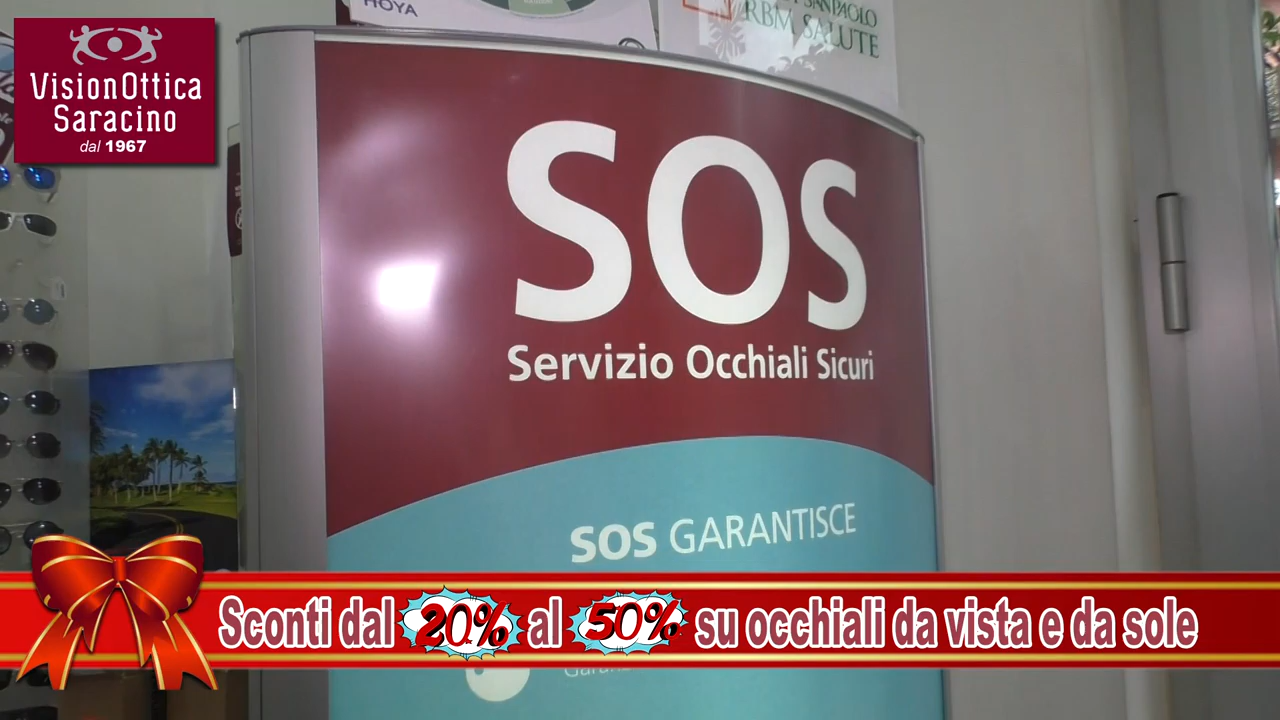 HOYA
SANPAOLO
RBM SALUTE
VisionOttica
Saracino
dal 1967
SOS
Servizio Occhiali Sicuri
SOS GARANTISCE
Sconti dal 20% al 50% su occhiali da vista e da sole